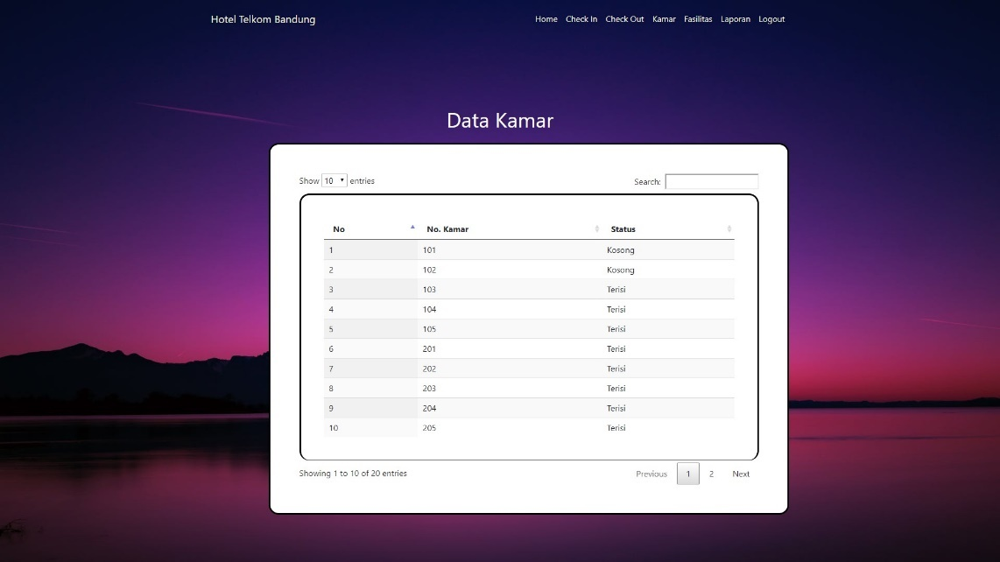 Hotel Telkom Bandung Home Check In Check Out Kamar Fasilitas Laporan Logout
Data Kamar
Show 10 entries Search:
No No. Kamar Status
1 101 Kosong
2 102 Kosong
3 103 Terisi
4 104 Terisi
5 105 Terisi
6 201 Terisi
7 202 Terisi
8 203 Terisi
9 204 Terisi
10 205 Terisi
Showing 1 to 10 of 20 entries Previous 1 2 Next